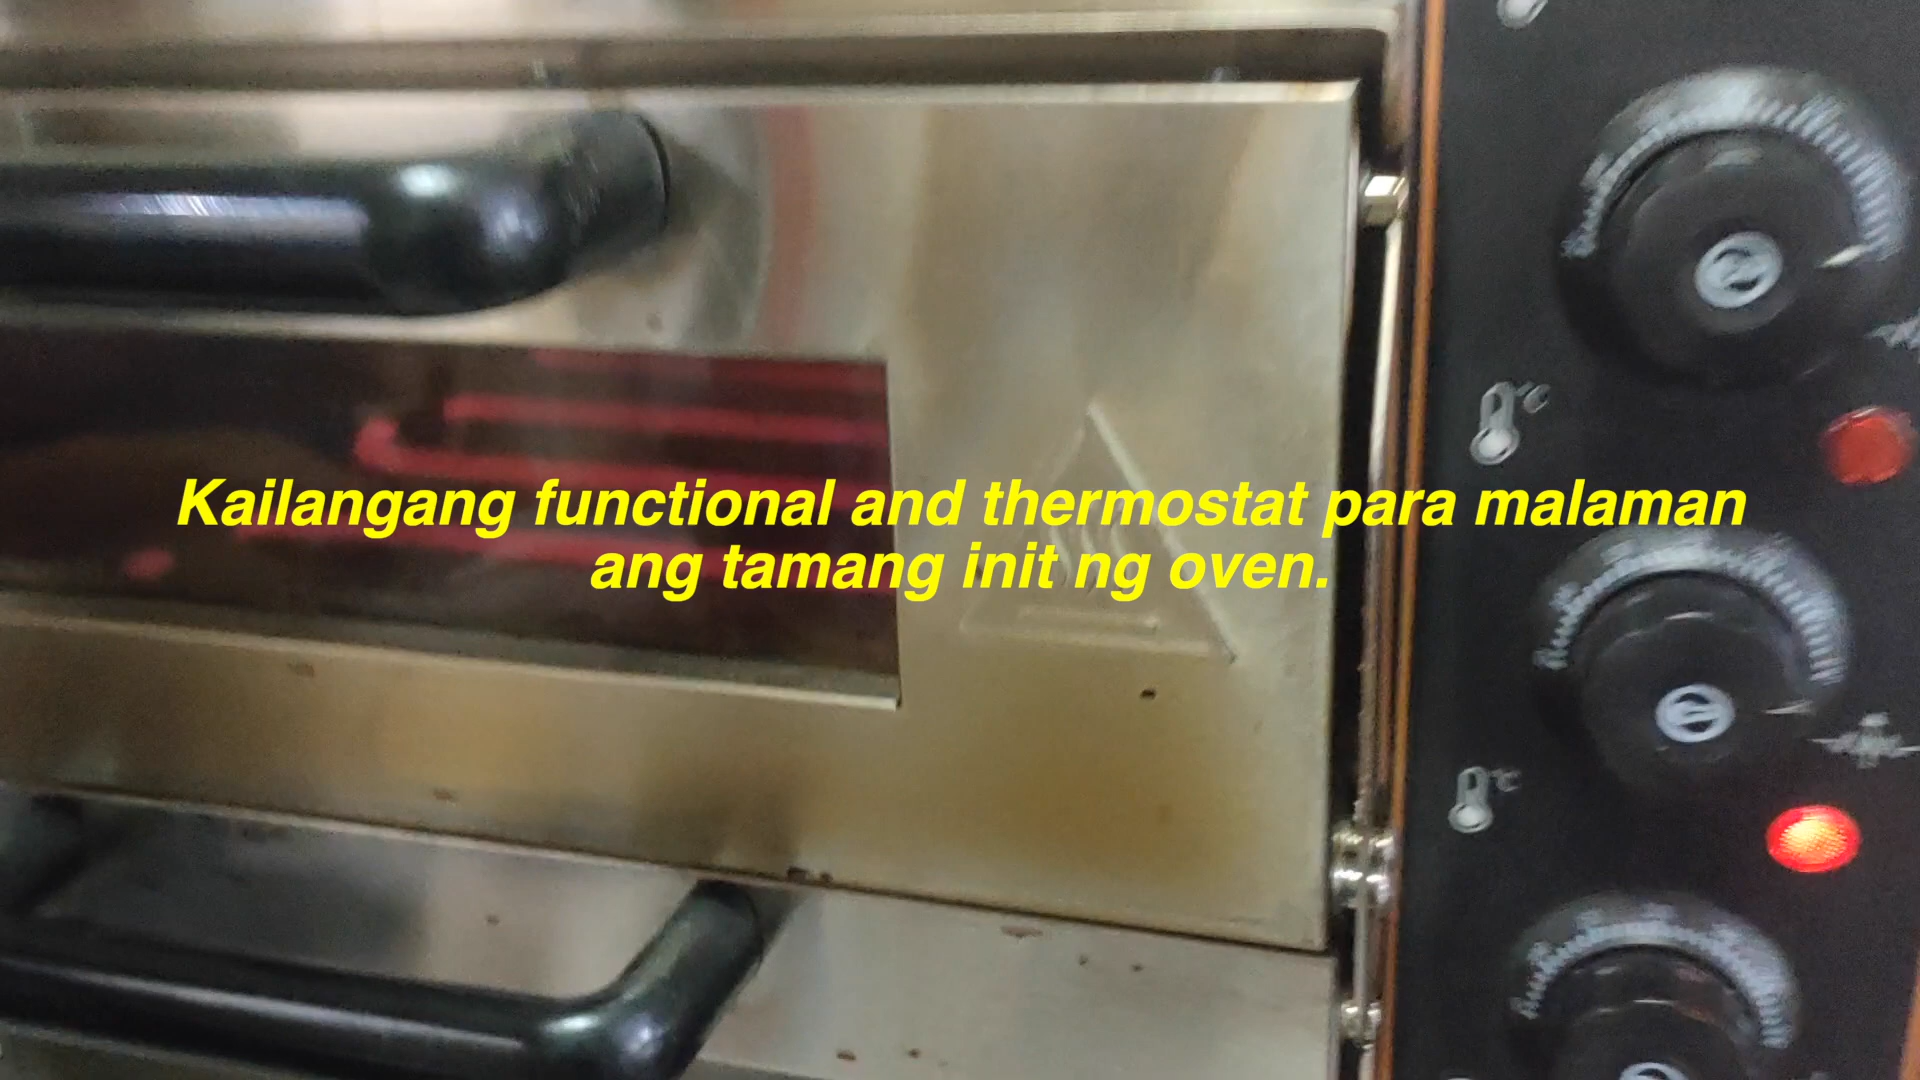 Kailangang functional and thermostat para malaman
ang tamang init ng oven.
°C
°C